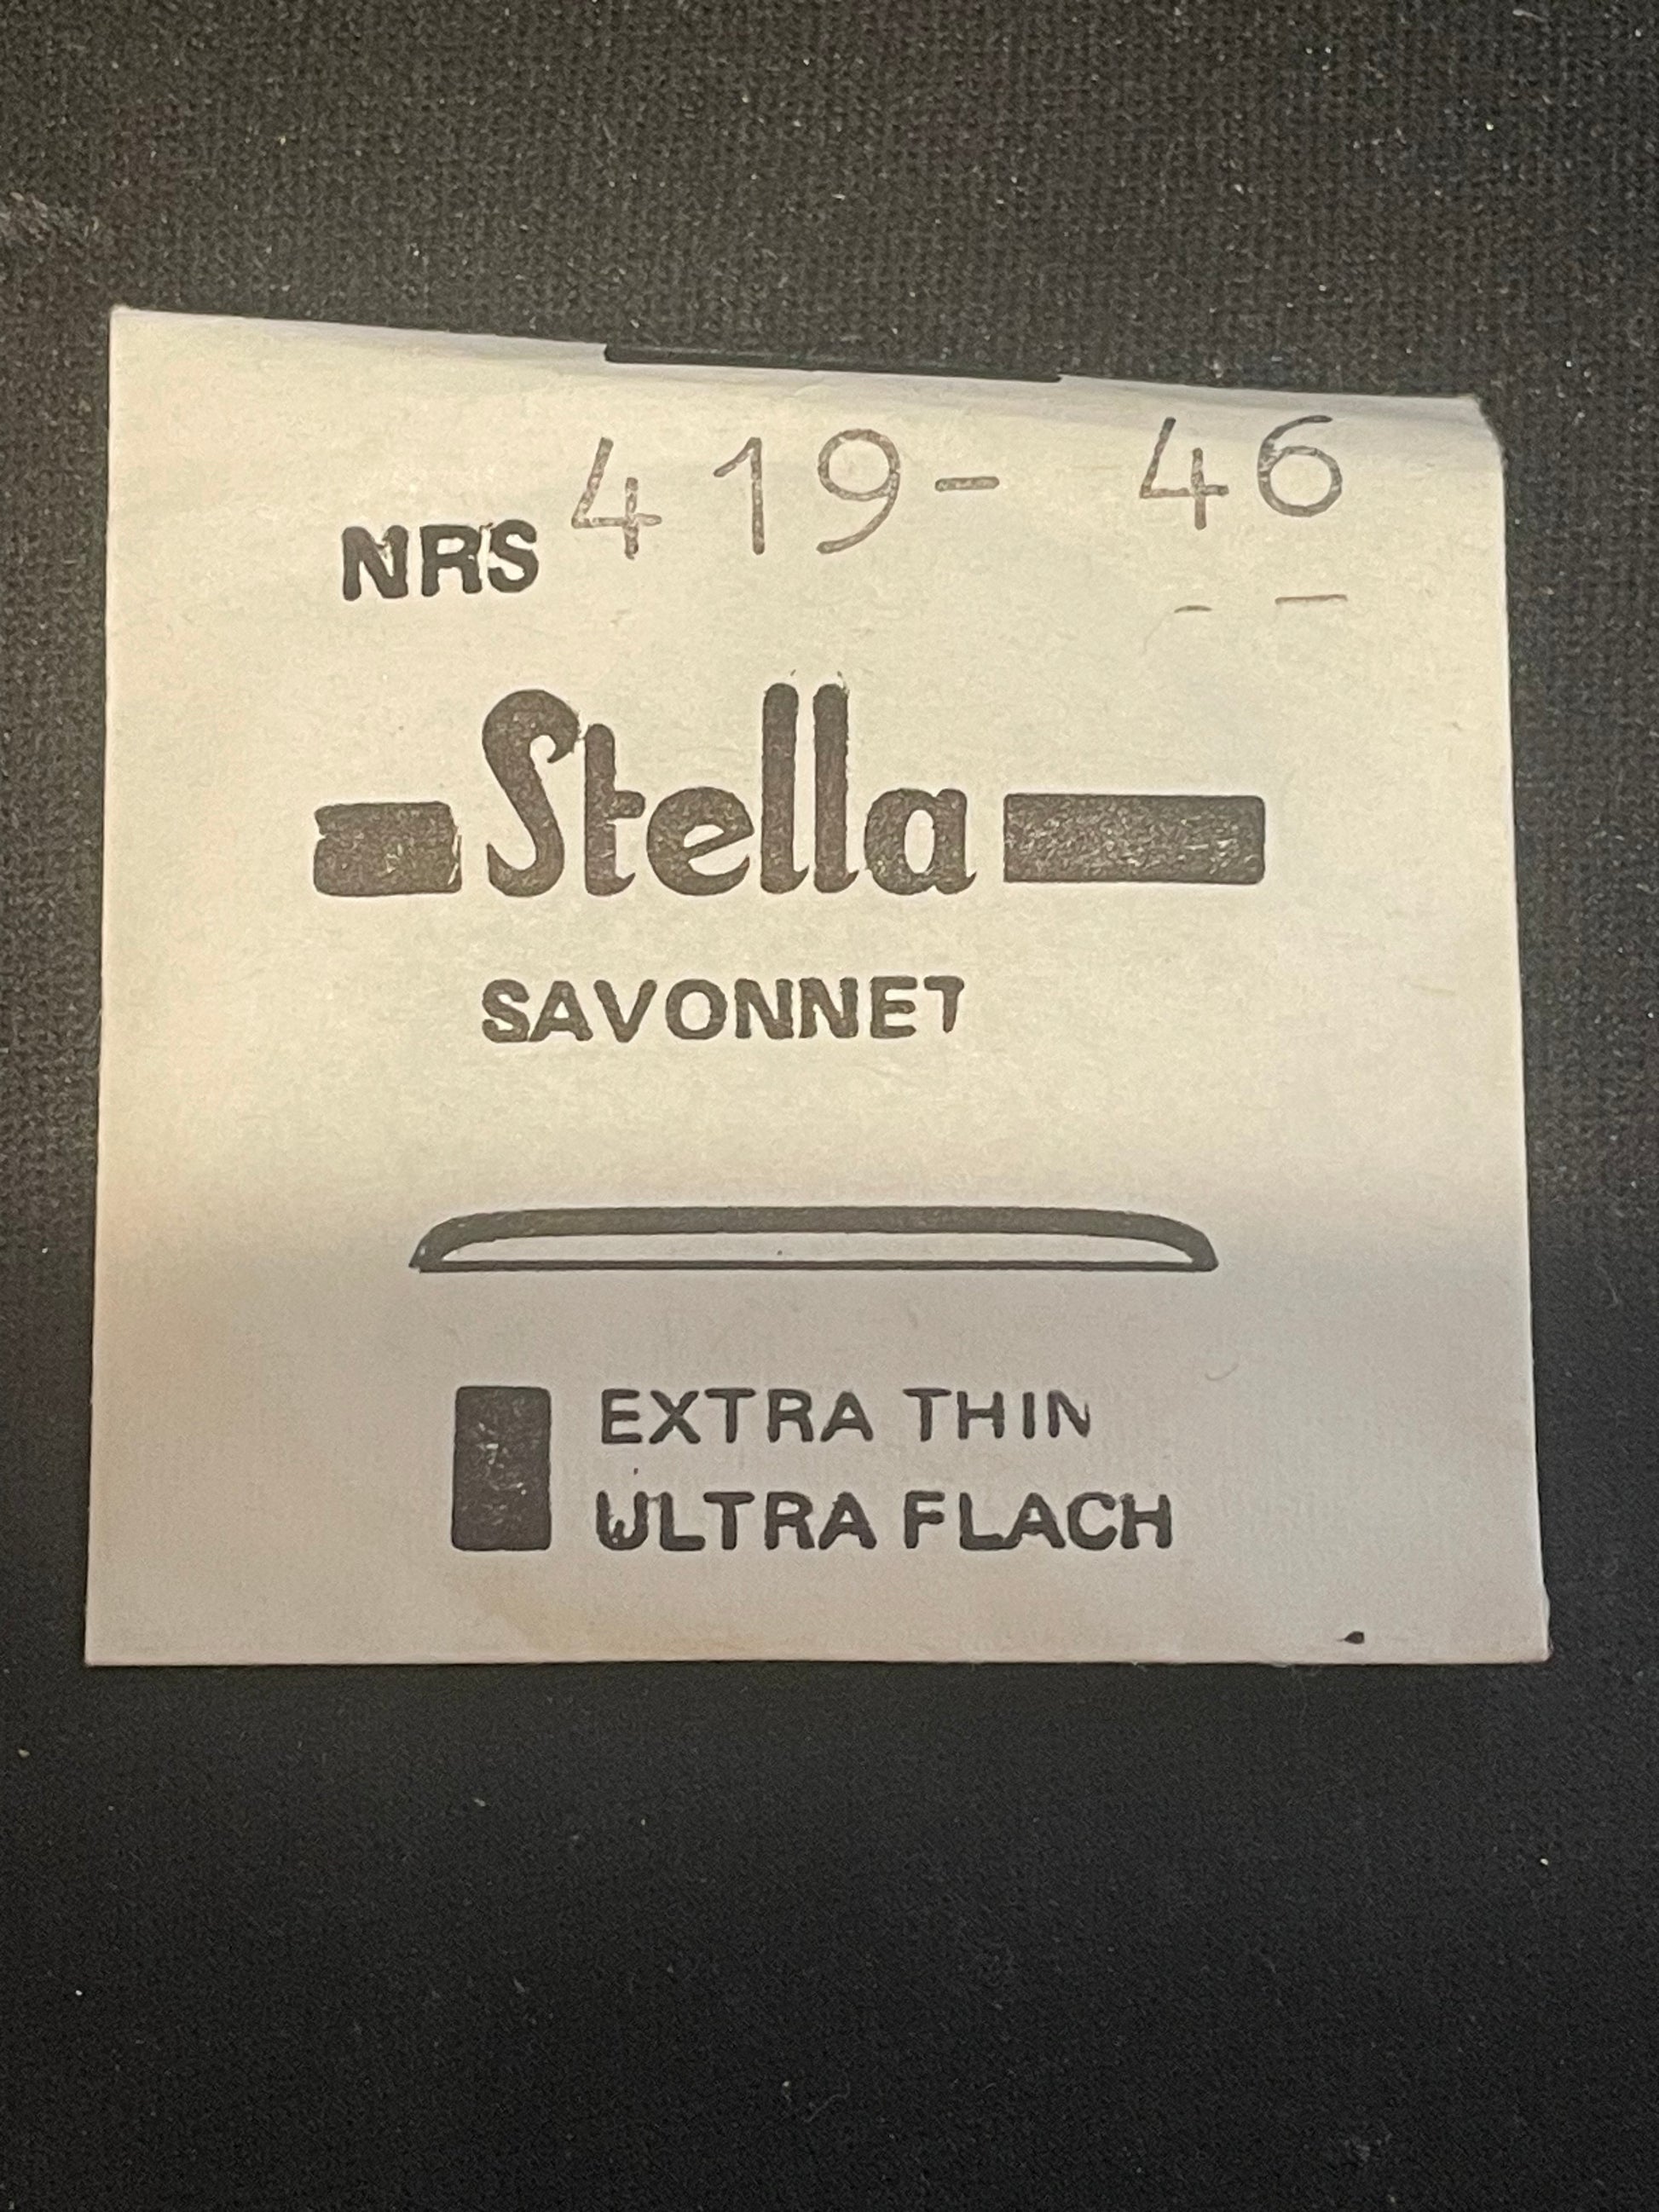 NRS 419- 46
Stella
SAVONNET
EXTRA THIN
ULTRA FLACH